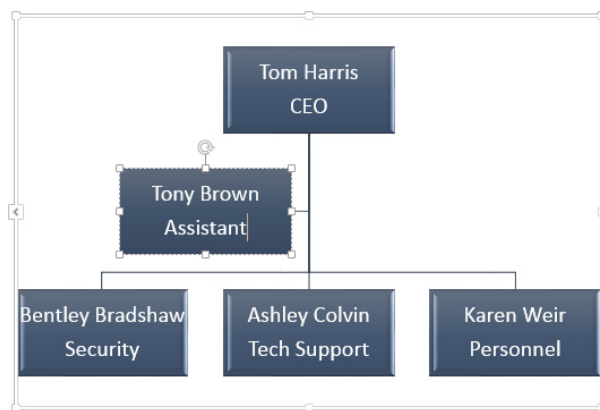 Tom Harris
CEO
Tony Brown
Assistant
Bentley Bradshaw
Security
Ashley Colvin
Tech Support
Karen Weir
Personnel